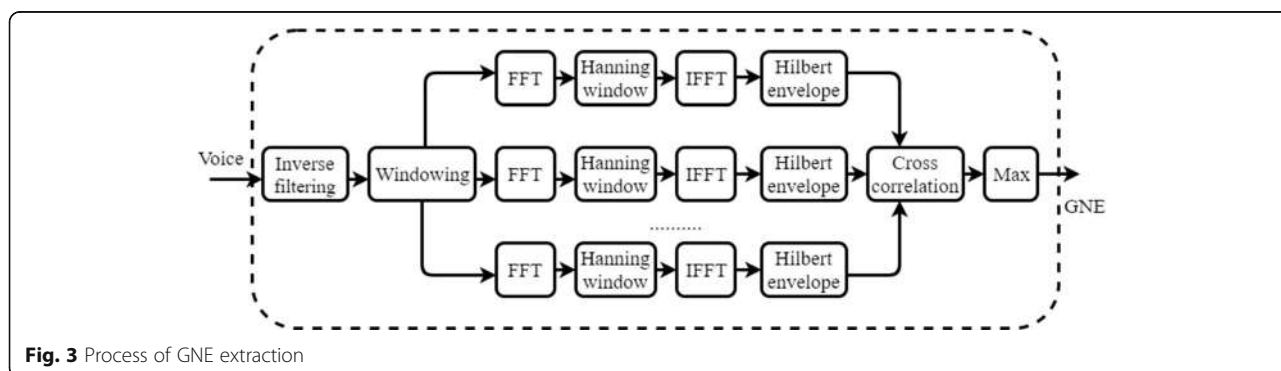 Voice
Inverse
filtering
Windowing
FFT
Hanning
window
IFFT
Hilbert
envelope
FFT
Hanning
window
IFFT
Hilbert
envelope
..........
FFT
Hanning
window
IFFT
Hilbert
envelope
Cross
correlation
Max
GNE
Fig. 3 Process of GNE extraction